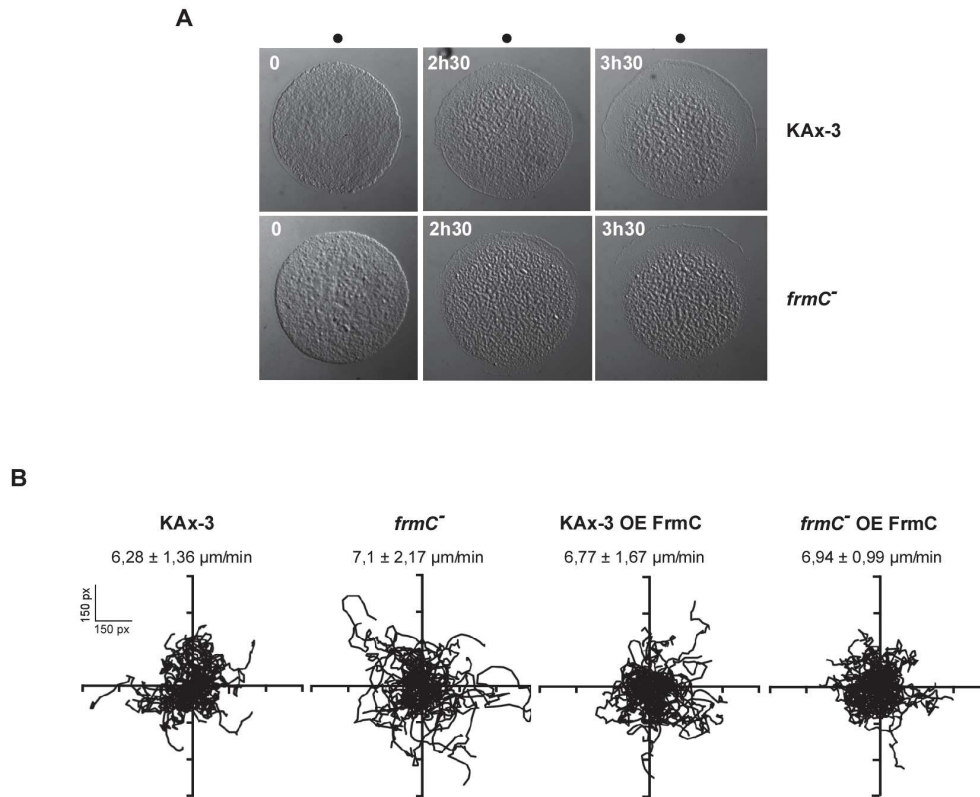 A
0
2h30
3h30
KAx-3
0
2h30
3h30
frmC-
B
KAx-3
frmC-
KAx-3 OE FrmC
frmC- OE FrmC
6,28 ± 1,36 µm/min
7,1 ± 2,17 µm/min
6,77 ± 1,67 µm/min
6,94 ± 0,99 µm/min
150 px
150 px